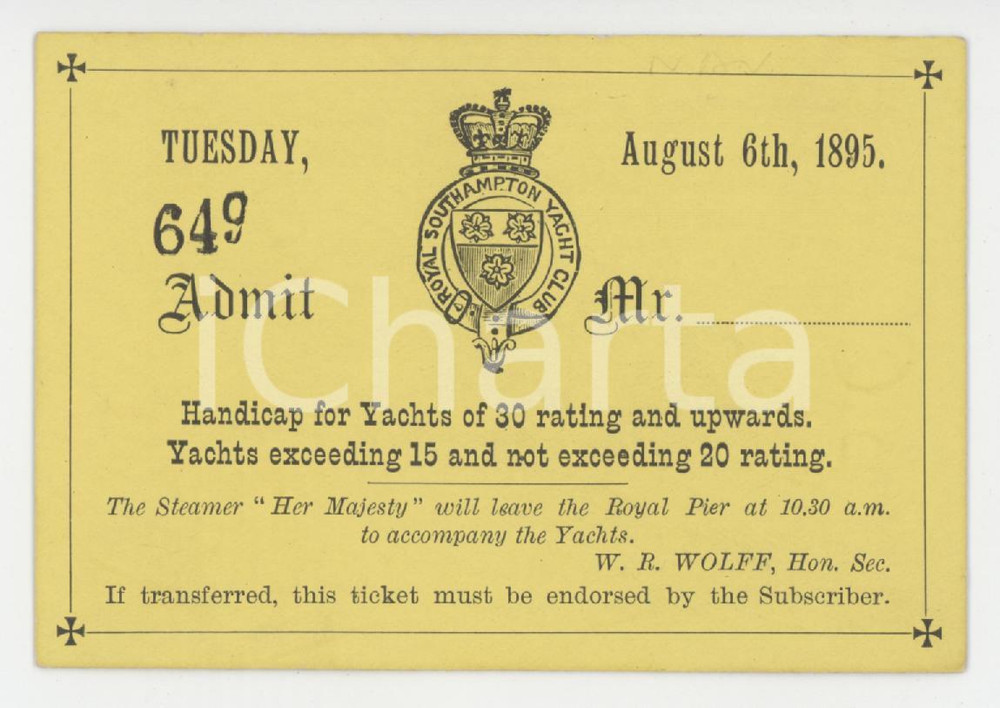 TUESDAY,
August 6th, 1895.
649
ROYAL SOUTHAMPTON YACHT CLUB
Admit
Mr.
iCharta
Handicap for Yachts of 30 rating and upwards.
Yachts exceeding 15 and not exceeding 20 rating.
The Steamer "Her Majesty" will leave the Royal Pier at 10.30 a.m.
to accompany the Yachts.
W. R. WOLFF, Hon. Sec.
If transferred, this ticket must be endorsed by the Subscriber.